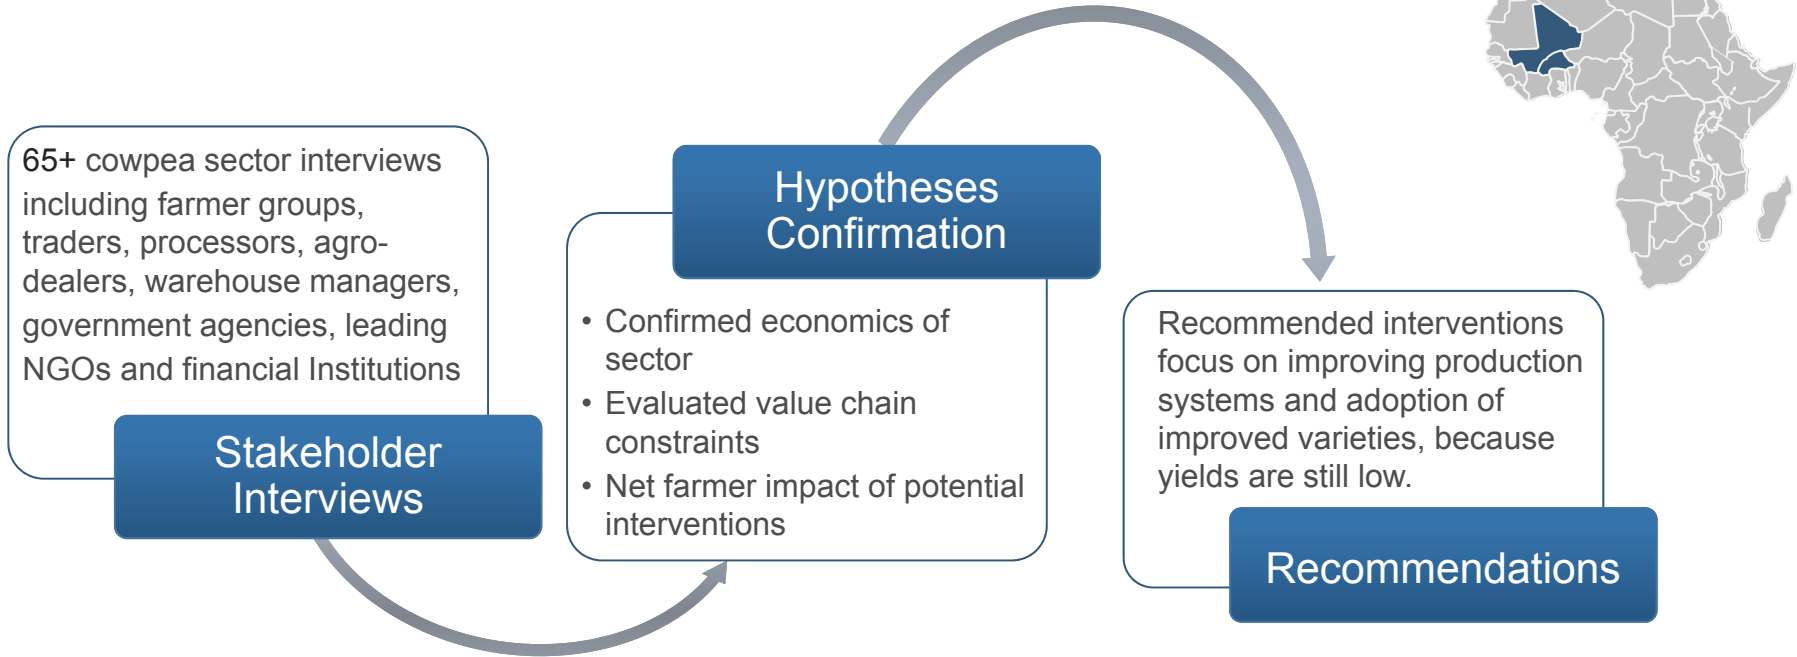 65+ cowpea sector interviews
including farmer groups,
traders, processors, agro-
dealers, warehouse managers,
government agencies, leading
NGOs and financial Institutions
Stakeholder
Interviews
Hypotheses
Confirmation
• Confirmed economics of
sector
• Evaluated value chain
constraints
• Net farmer impact of potential
interventions
Recommended interventions
focus on improving production
systems and adoption of
improved varieties, because
yields are still low.
Recommendations